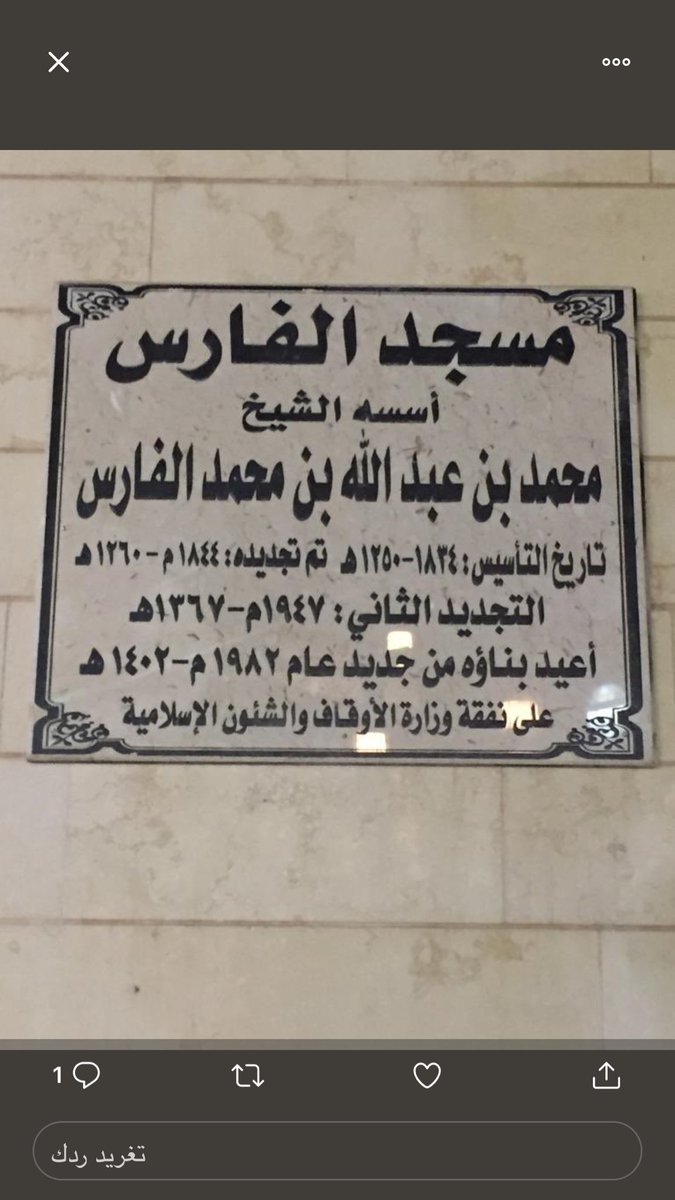 مسجد الفارس
أسسه الشيخ
محمد بن عبد الله بن محمد الفارس
تاريخ التأسيس: ١٨٣٤-١٢٥٠هـ تم تجديده: ١٨٤٤م-١٢٦٠هـ
التجديد الثاني: ١٩٤٧م-١٣٦٧هـ
أعيد بناؤه من جديد عام ١٩٨٢م-١٤٠٢هـ
على نفقة وزارة الأوقاف والشئون الإسلامية
1
تغريد ردك